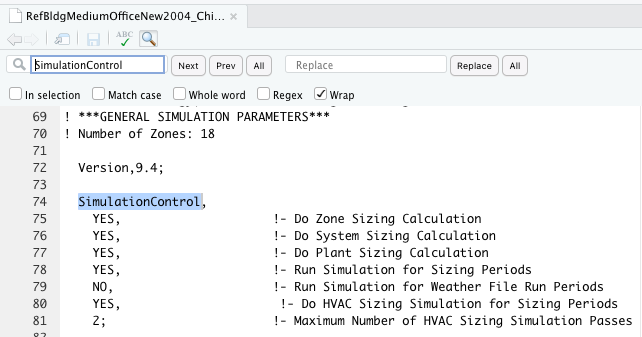 RefBldgMediumOfficeNew2004_Chi...
ABC
SimulationControl Next Prev All Replace Replace All
In selection Match case Whole word Regex Wrap
69 ! ***GENERAL SIMULATION PARAMETERS***
70 ! Number of Zones: 18
71
72 Version,9.4;
73
74 SimulationControl,
75 YES, !- Do Zone Sizing Calculation
76 YES, !- Do System Sizing Calculation
77 YES, !- Do Plant Sizing Calculation
78 YES, !- Run Simulation for Sizing Periods
79 NO, !- Run Simulation for Weather File Run Periods
80 YES, !- Do HVAC Sizing Simulation for Sizing Periods
81 2; !- Maximum Number of HVAC Sizing Simulation Passes